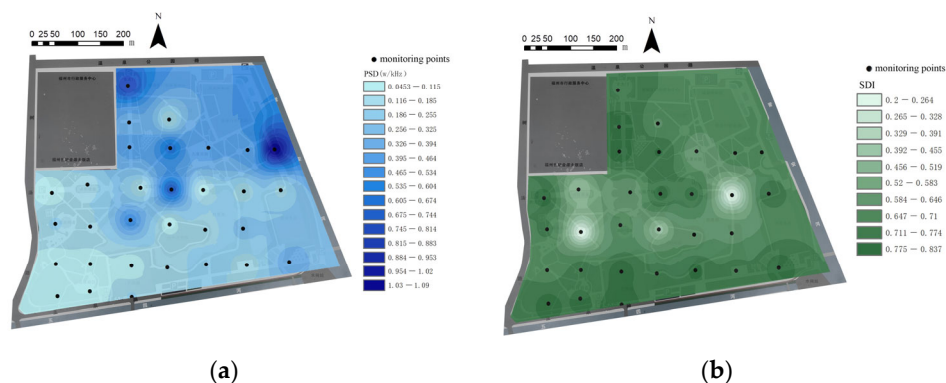 N
0 25 50 100 150 200
m
monitoring points
PSD(w/kHz)
0.0453－0.115
0.116－0.185
0.186－0.255
0.256－0.325
0.326－0.394
0.395－0.464
0.465－0.534
0.535－0.604
0.605－0.674
0.675－0.744
0.745－0.814
0.815－0.883
0.884－0.953
0.954－1.02
1.03－1.09
(a)
N
0 25 50 100 150 200
m
monitoring points
SDI
0.2－0.264
0.265－0.328
0.329－0.391
0.392－0.455
0.456－0.519
0.52－0.583
0.584－0.646
0.647－0.71
0.711－0.774
0.775－0.837
(b)